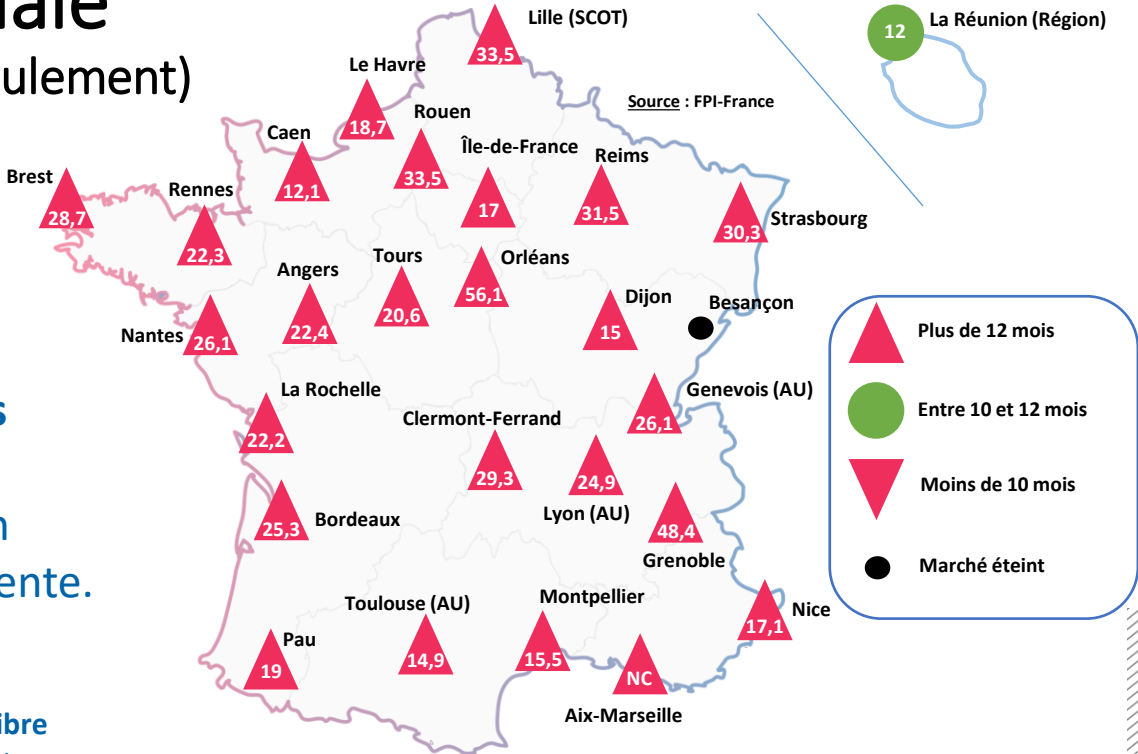 iale
oulement)
Lille (SCOT)
33,5
La Réunion (Région)
12
Le Havre
18,7
Source : FPI-France
Rouen
33,5
Caen
12,1
Île-de-France
17
Reims
31,5
Brest
28,7
Rennes
22,3
Strasbourg
30,3
Angers
22,4
Tours
20,6
Orléans
56,1
Dijon
15
Besançon
Nantes
26,1
Plus de 12 mois
Entre 10 et 12 mois
Moins de 10 mois
Marché éteint
La Rochelle
22,2
Genevois (AU)
26,1
s
Clermont-Ferrand
29,3
24,9
Lyon (AU)
25,3
Bordeaux
48,4
Grenoble
n
ente.
Toulouse (AU)
14,9
Montpellier
15,5
Nice
17,1
Pau
19
NC
Aix-Marseille
ibre